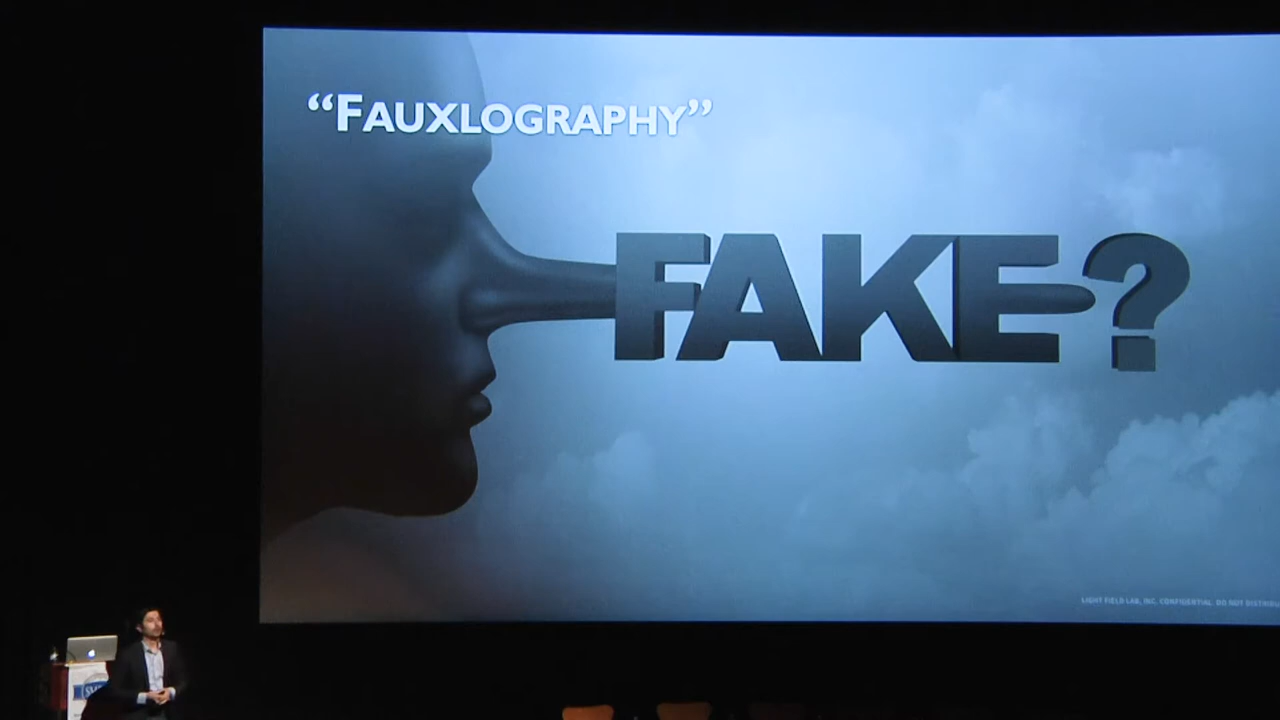 “FAUXLOGRAPHY”
FAKE?
LIGHT FIELD LAB, INC. CONFIDENTIAL. DO NOT